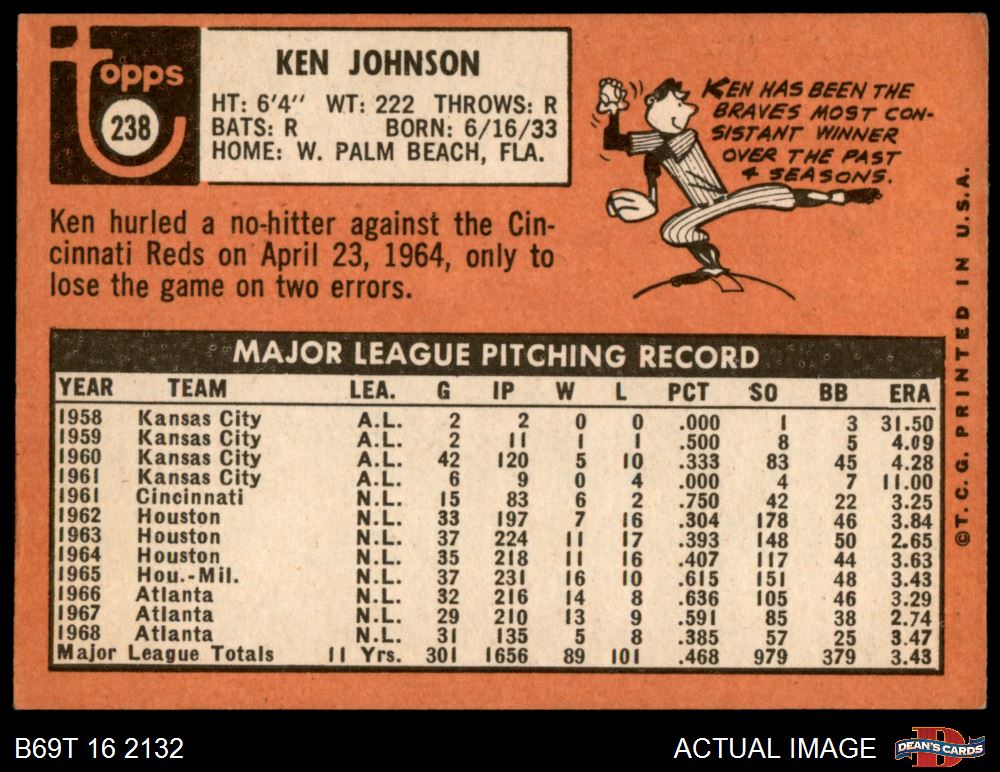 Topps
238
KEN JOHNSON
HT: 6'4" WT: 222 THROWS: R
BATS: R BORN: 6/16/33
HOME: W. PALM BEACH, FLA.
KEN HAS BEEN THE
BRAVES MOST CON-
SISTANT WINNER
OVER THE PAST
4 SEASONS.
Ken hurled a no-hitter against the Cin-
cinnati Reds on April 23, 1964, only to
lose the game on two errors.
MAJOR LEAGUE PITCHING RECORD
YEAR TEAM LEA. G IP W L PCT SO BB ERA
1958 Kansas City A.L. 2 2 0 0 .000 1 3 31.50
1959 Kansas City A.L. 2 11 1 1 .500 8 5 4.09
1960 Kansas City A.L. 42 120 5 10 .333 83 45 4.28
1961 Kansas City A.L. 6 9 0 4 .000 4 7 11.00
1961 Cincinnati N.L. 15 83 6 2 .750 42 22 3.25
1962 Houston N.L. 33 197 7 16 .304 178 46 3.84
1963 Houston N.L. 37 224 11 17 .393 148 50 2.65
1964 Houston N.L. 35 218 11 16 .407 117 44 3.63
1965 Hou.-Mil. N.L. 37 231 16 10 .615 151 48 3.43
1966 Atlanta N.L. 32 216 14 8 .636 105 46 3.29
1967 Atlanta N.L. 29 210 13 9 .591 85 38 2.74
1968 Atlanta N.L. 31 135 5 8 .385 57 25 3.47
Major League Totals 11 Yrs. 301 1656 89 101 .468 979 379 3.43
©T.C.G. PRINTED IN U.S.A.
B69T 16 2132
ACTUAL IMAGE
DEAN'S CARDS